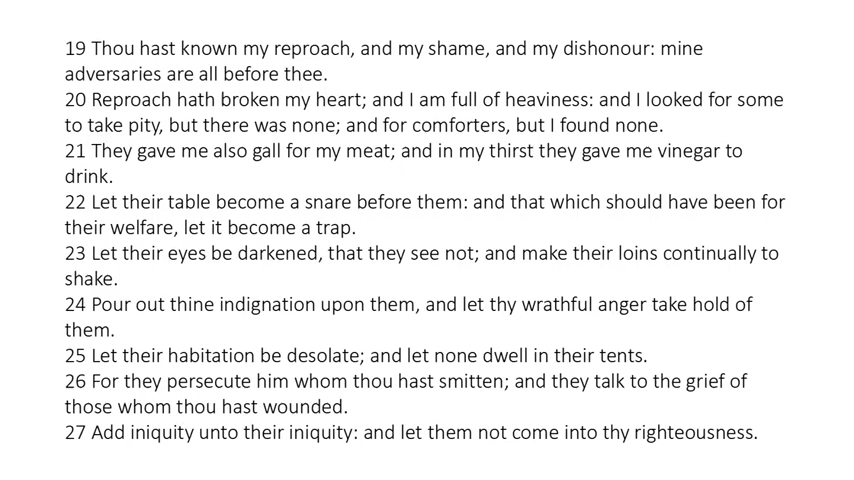 19 Thou hast known my reproach, and my shame, and my dishonour: mine
adversaries are all before thee.
20 Reproach hath broken my heart; and I am full of heaviness: and I looked for some
to take pity, but there was none; and for comforters, but I found none.
21 They gave me also gall for my meat; and in my thirst they gave me vinegar to
drink.
22 Let their table become a snare before them: and that which should have been for
their welfare, let it become a trap.
23 Let their eyes be darkened, that they see not; and make their loins continually to
shake.
24 Pour out thine indignation upon them, and let thy wrathful anger take hold of
them.
25 Let their habitation be desolate; and let none dwell in their tents.
26 For they persecute him whom thou hast smitten; and they talk to the grief of
those whom thou hast wounded.
27 Add iniquity unto their iniquity: and let them not come into thy righteousness.